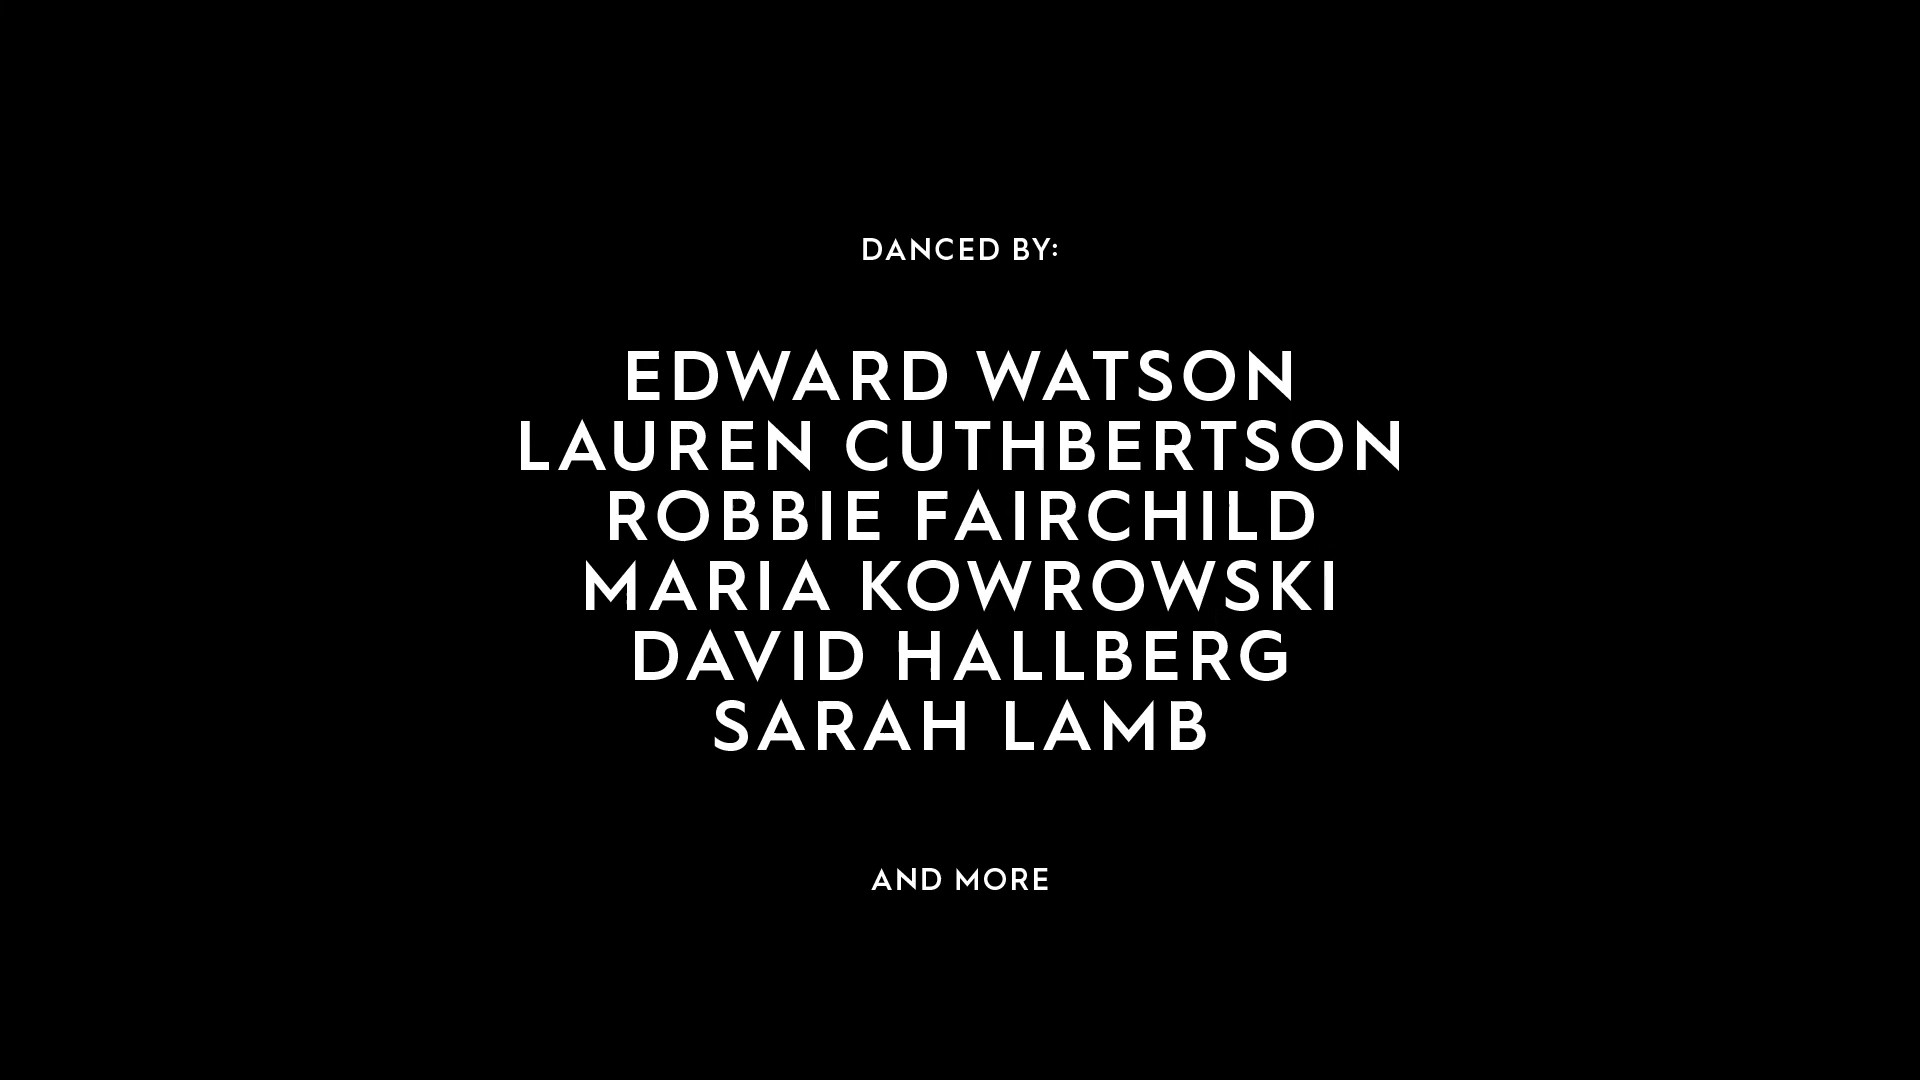 DANCED BY:
EDWARD WATSON
LAUREN CUTHBERTSON
ROBBIE FAIRCHILD
MARIA KOWROWSKI
DAVID HALLBERG
SARAH LAMB
AND MORE